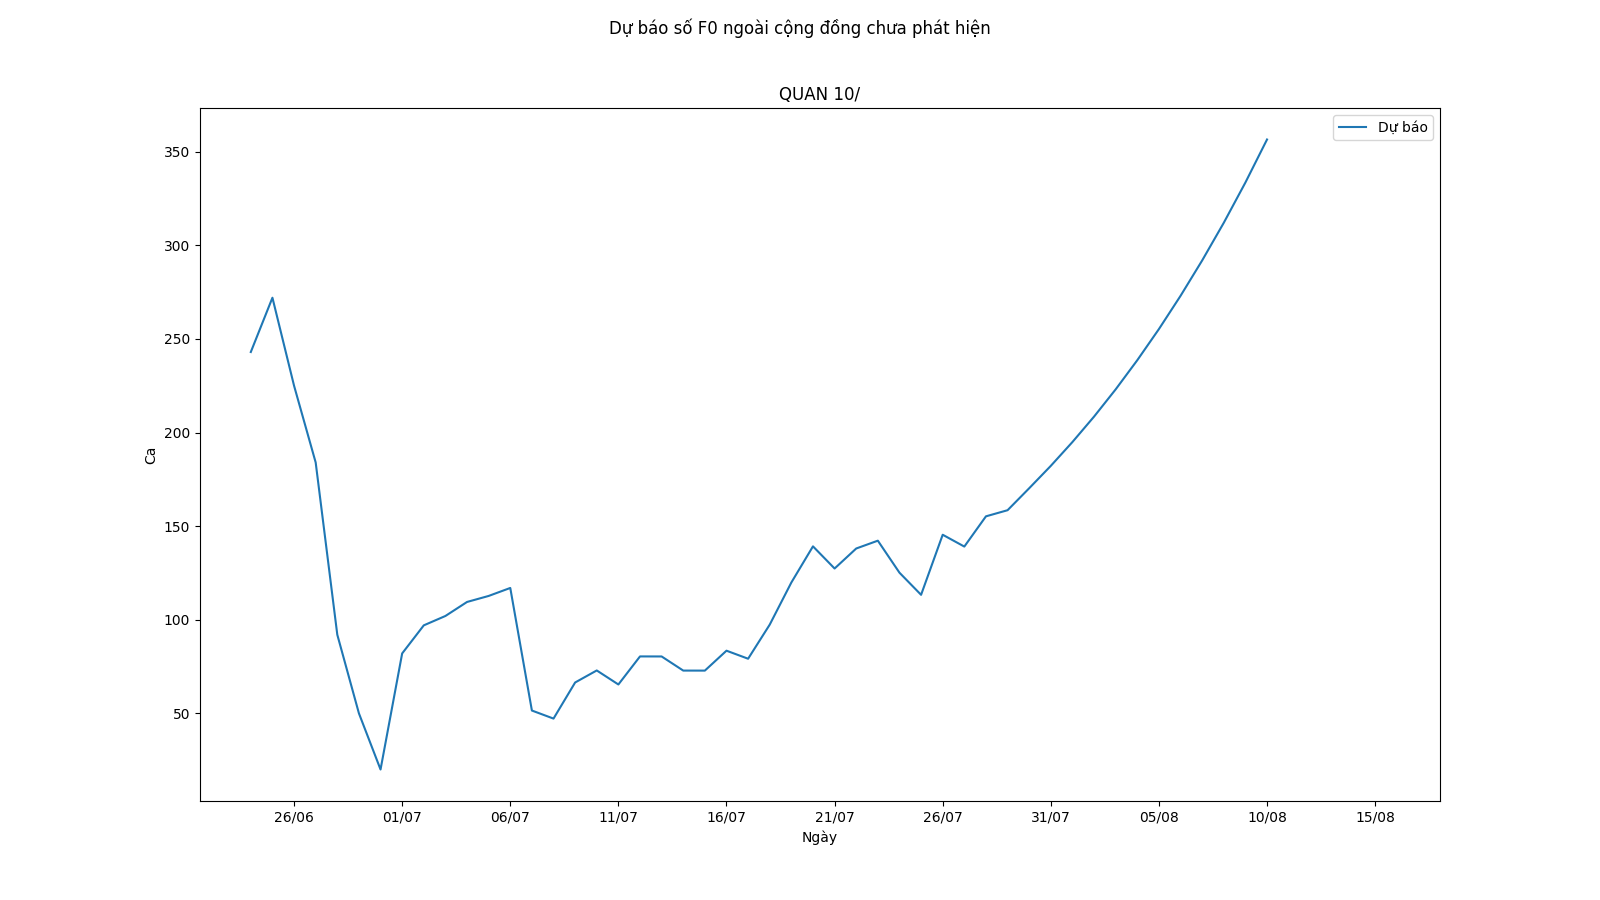 Dự báo số F0 ngoài cộng đồng chưa phát hiện
QUAN 10/
Dự báo
350
300
250
200
150
100
50
Ca
26/06 01/07 06/07 11/07 16/07 21/07 26/07 31/07 05/08 10/08 15/08
Ngày